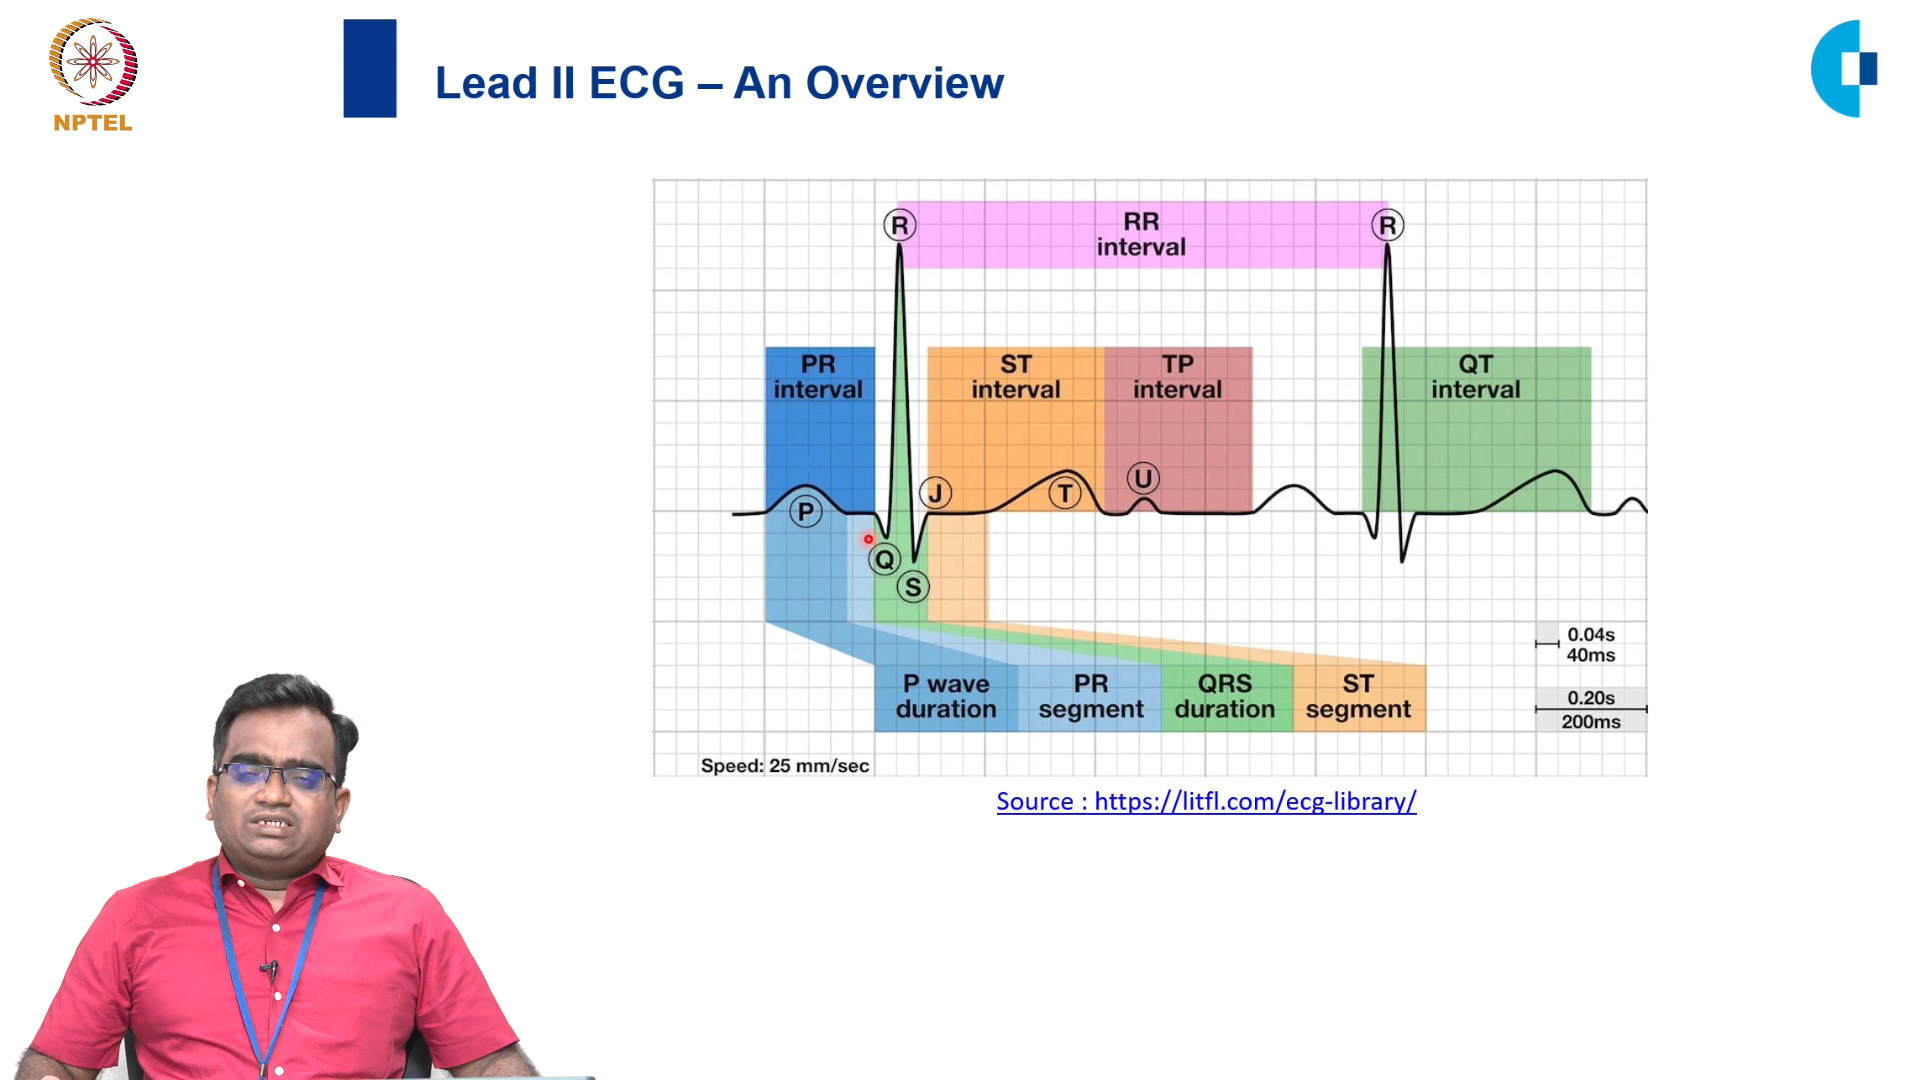 NPTEL
Lead II ECG – An Overview
R
RR
interval
R
PR
interval
ST
interval
TP
interval
QT
interval
P
J
T
U
Q
S
0.04s
40ms
P wave
duration
PR
segment
QRS
duration
ST
segment
0.20s
200ms
Speed: 25 mm/sec
Source : https://litfl.com/ecg-library/